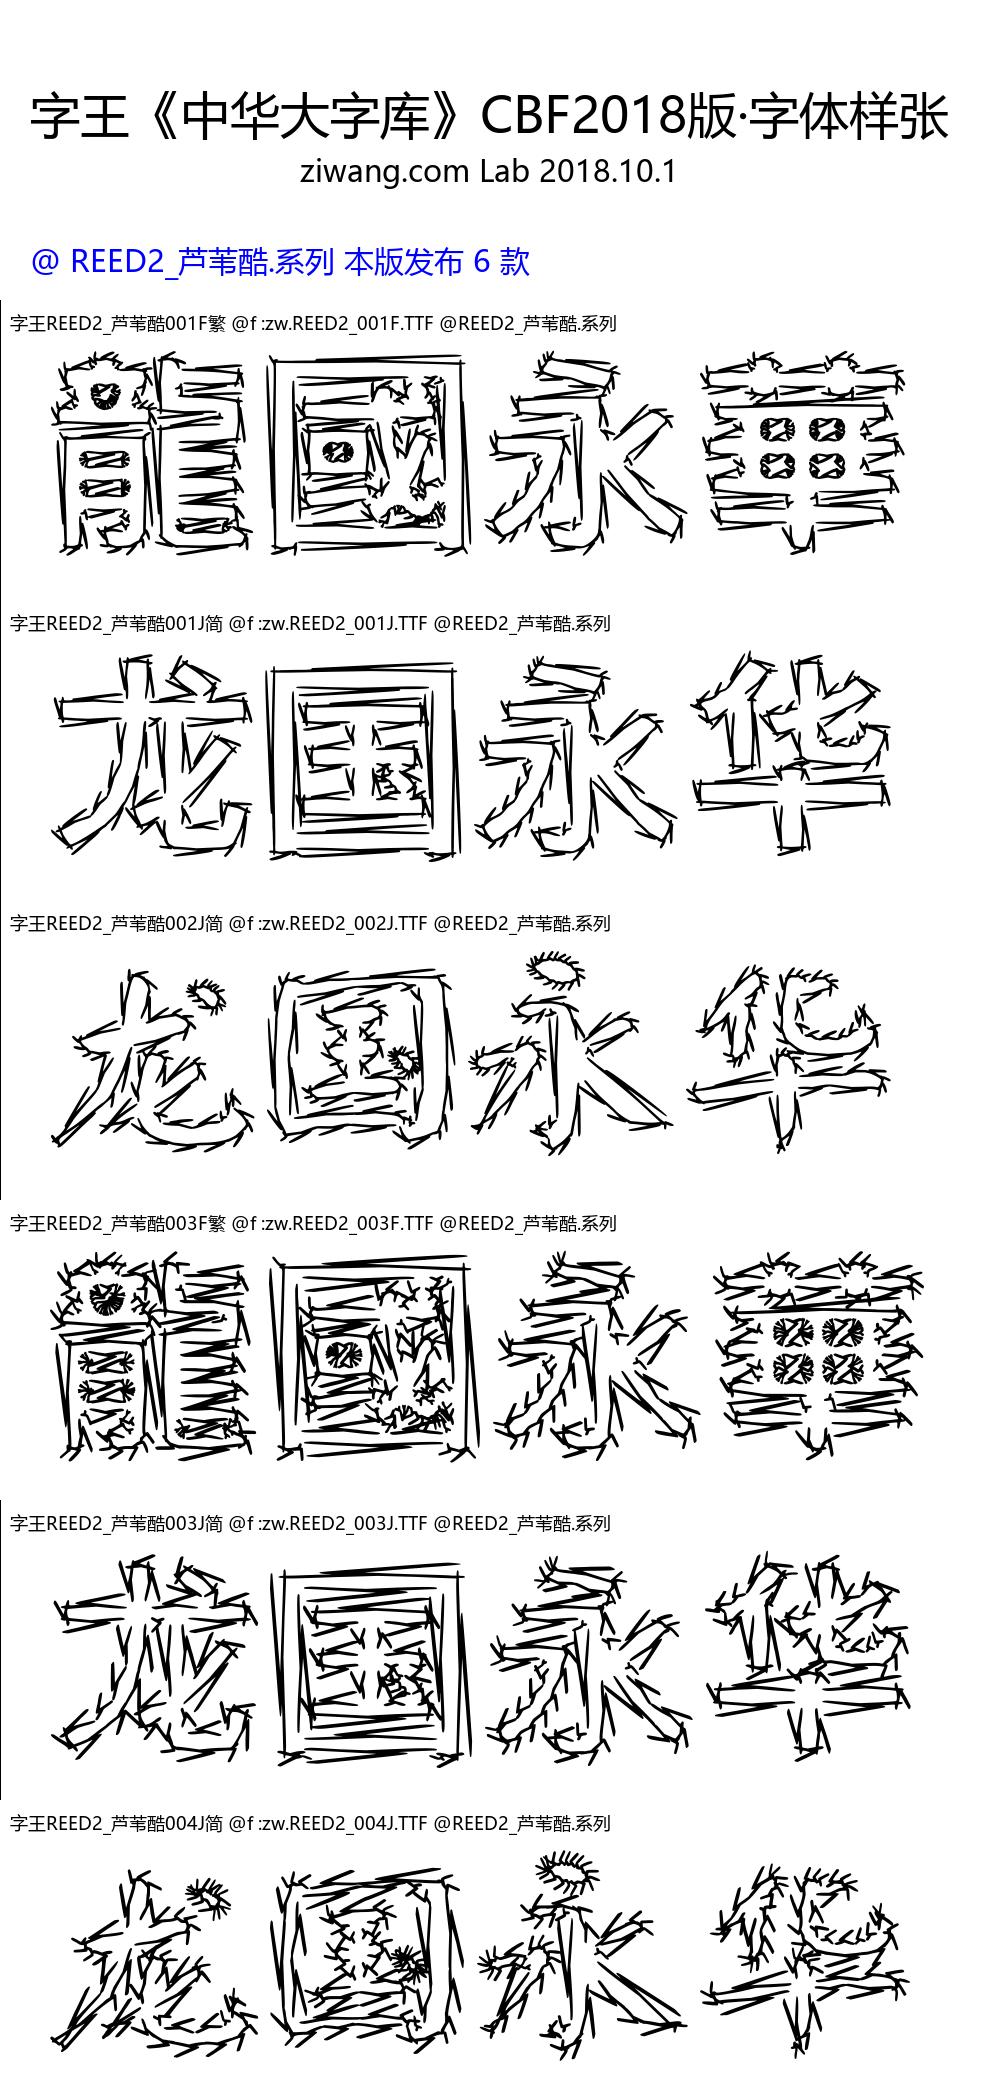 字王《中华大字库》CBF2018版·字体样张
ziwang.com Lab 2018.10.1
@ REED2_芦苇酷.系列 本版发布 6 款
字王REED2_芦苇酷001F繁 @f :zw.REED2_001F.TTF @REED2_芦苇酷.系列
龍國永華
字王REED2_芦苇酷001J简 @f :zw.REED2_001J.TTF @REED2_芦苇酷.系列
龙国永华
字王REED2_芦苇酷002J简 @f :zw.REED2_002J.TTF @REED2_芦苇酷.系列
龙国永华
字王REED2_芦苇酷003F繁 @f :zw.REED2_003F.TTF @REED2_芦苇酷.系列
龍國永華
字王REED2_芦苇酷003J简 @f :zw.REED2_003J.TTF @REED2_芦苇酷.系列
龙国永华
字王REED2_芦苇酷004J简 @f :zw.REED2_004J.TTF @REED2_芦苇酷.系列
龙国永华